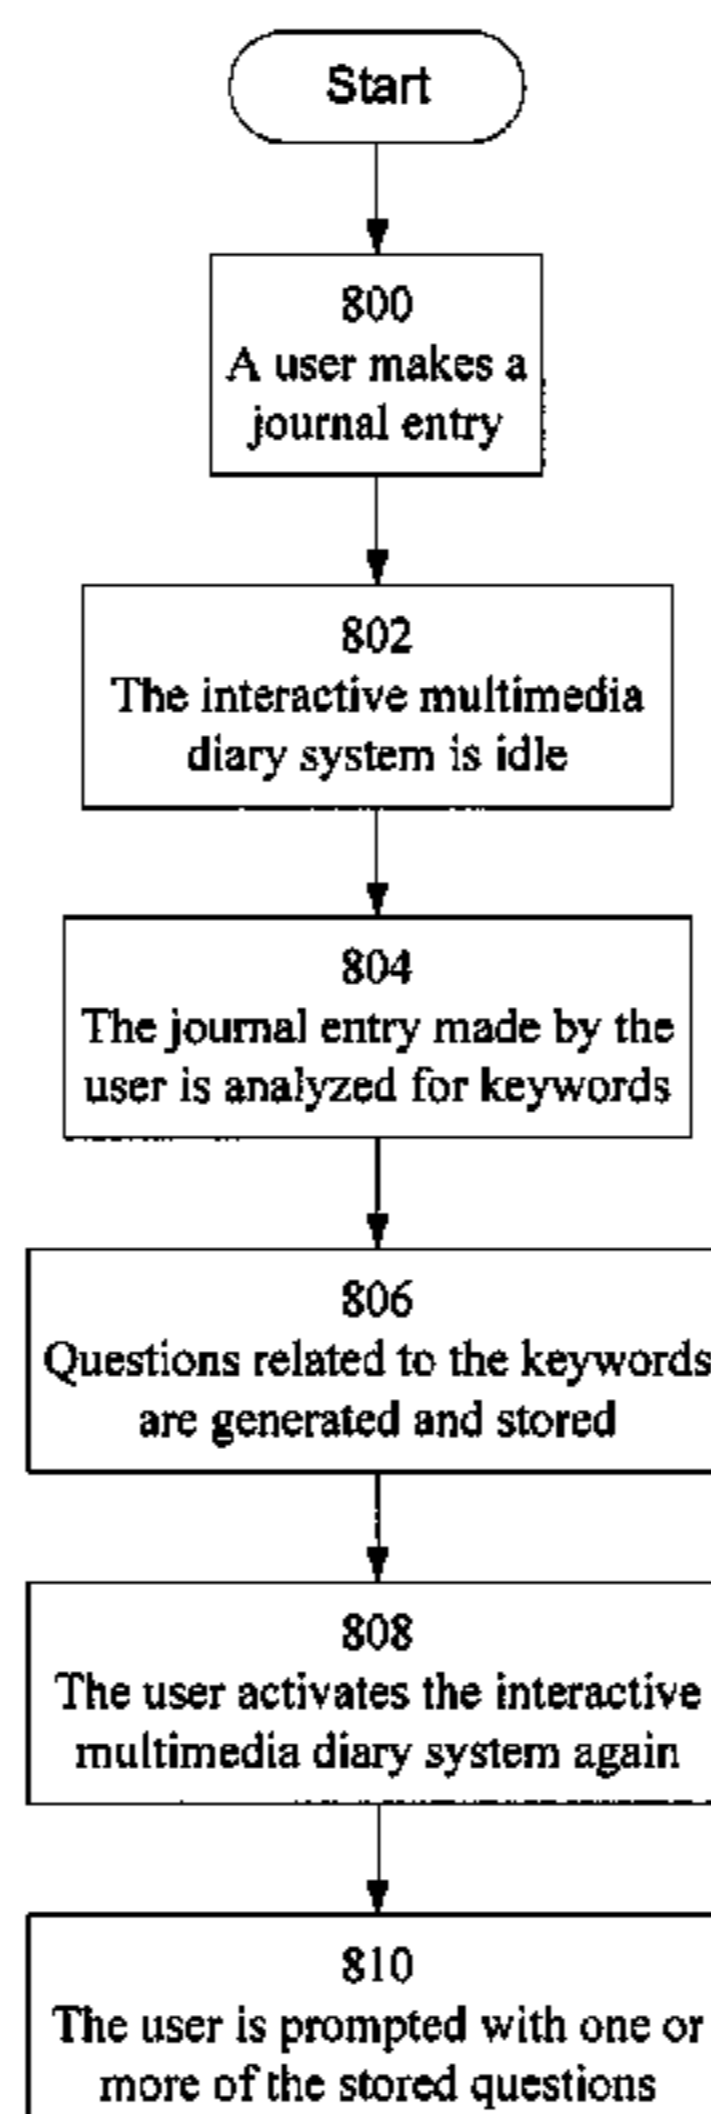 Start
800
A user makes a
journal entry
802
The interactive multimedia
diary system is idle
804
The journal entry made by the
user is analyzed for keywords
806
Questions related to the keywords
are generated and stored
808
The user activates the interactive
multimedia diary system again
810
The user is prompted with one or
more of the stored questions